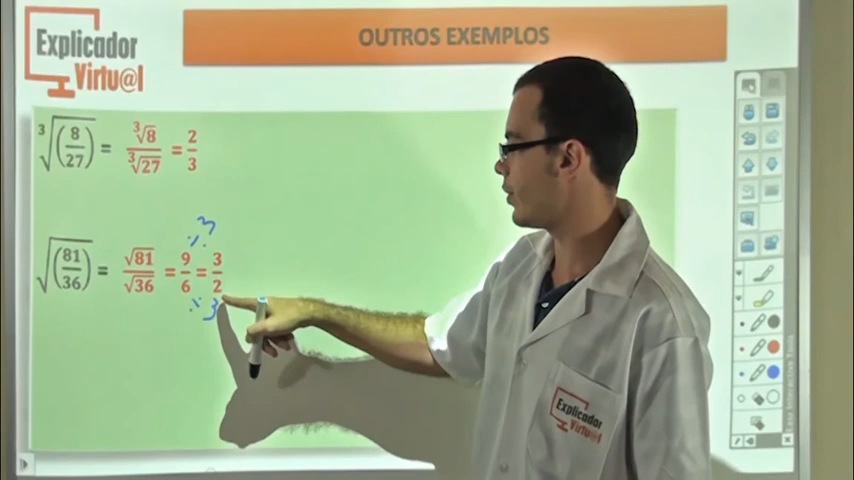 Explicador
Virtu@l
OUTROS EXEMPLOS
∛(8/27) = ∛8/∛27 = 2/3
÷ 3
√(81/36) = √81/√36 = 9/6 = 3/2
÷ 3
Explicador
Virtu@l